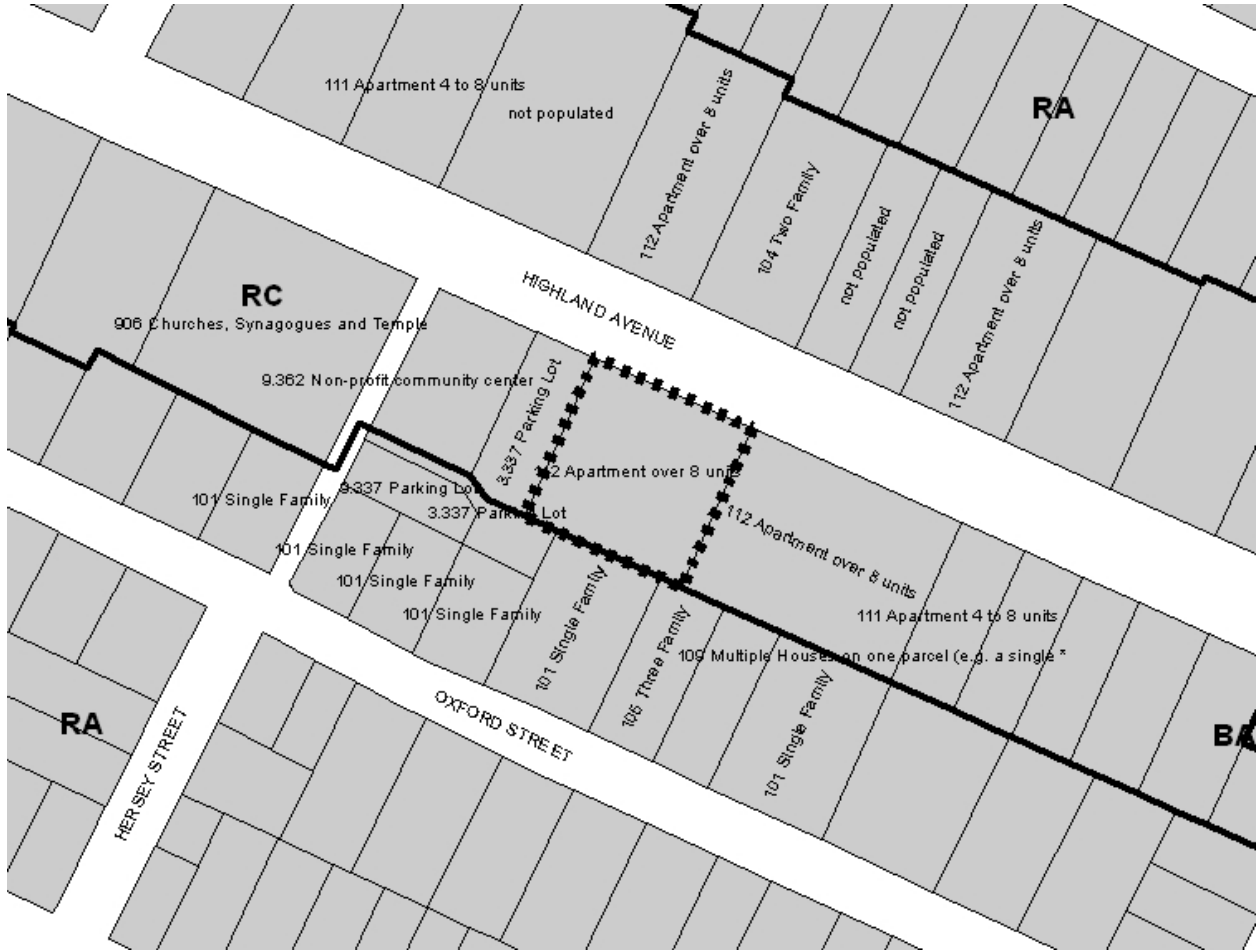 111 Apartment 4 to 8 units
not populated
112 Apartment over 8 units
RA
104 Two Family
not populated
not populated
112 Apartment over 8 units
HIGHLAND AVENUE
RC
906 Churches, Synagogues and Temple
9.362 Non-profit community center
3.337 Parking Lot
112 Apartment over 8 units
101 Single Family
3.337 Parking Lot
3.337 Parking Lot
112 Apartment over 8 units
101 Single Family
101 Single Family
101 Single Family
101 Single Family
105 Three Family
111 Apartment 4 to 8 units
109 Multiple Houses on one parcel (e.g. a single *
101 Single Family
RA
HERSEY STREET
OXFORD STREET
BA